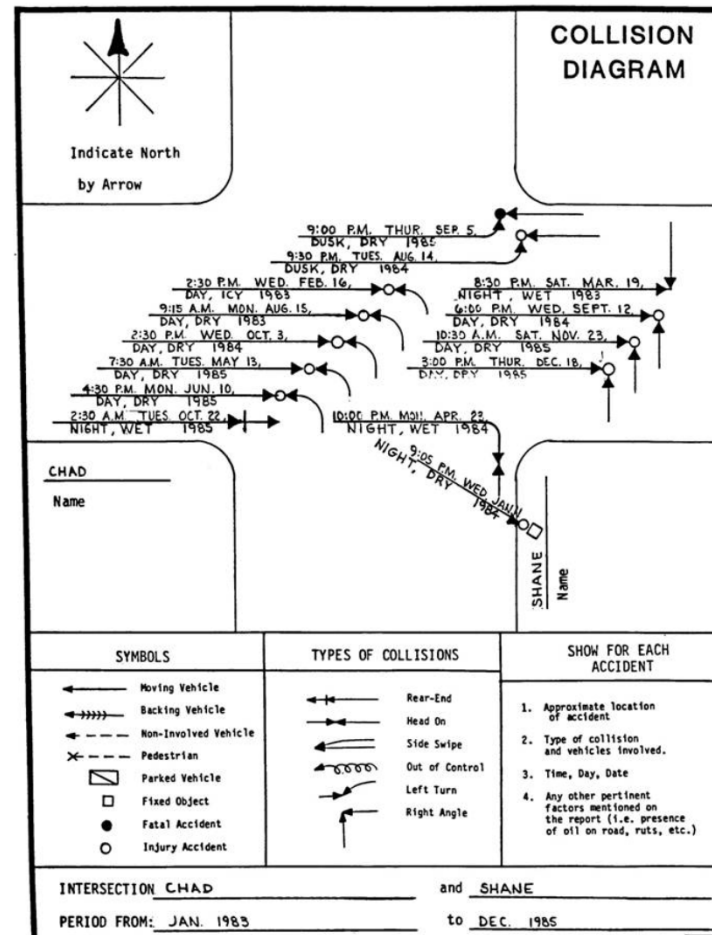 COLLISION
DIAGRAM
Indicate North
by Arrow
9:00 P.M. THUR. SEP. 5,
DUSK, DRY 1985
9:30 P.M. TUES. AUG. 14,
DUSK, DRY 1984
2:30 P.M. WED. FEB. 16,
DAY, ICY 1983
9:15 A.M. MON. AUG. 15,
DAY, DRY 1983
2:30 P.M. WED. OCT. 3,
DAY, DRY 1984
7:30 A.M. TUES. MAY 13,
DAY, DRY 1985
4:30 P.M. MON. JUN. 10,
DAY, DRY 1985
2:30 A.M. TUES. OCT. 22,
NIGHT, WET 1985
8:30 P.M. SAT. MAR. 19,
NIGHT, WET 1983
6:00 P.M. WED. SEPT. 12,
DAY, DRY 1984
10:30 A.M. SAT. NOV. 23,
DAY, DRY 1985
3:00 P.M. THUR. DEC. 18,
DAY, DRY 1985
10:00 P.M. MON. APR. 23,
NIGHT, WET 1984
9:05 P.M. WED
NIGHT, DRY 1984
CHAD
Name
SHANE
Name
SYMBOLS
Moving Vehicle
Backing Vehicle
Non-Involved Vehicle
Pedestrian
Parked Vehicle
Fixed Object
Fatal Accident
Injury Accident
TYPES OF COLLISIONS
Rear-End
Head On
Side Swipe
Out of Control
Left Turn
Right Angle
SHOW FOR EACH
ACCIDENT
1. Approximate location
of accident
2. Type of collision
and vehicles involved.
3. Time, Day, Date
4. Any other pertinent
factors mentioned on
the report (i.e. presence
of oil on road, ruts, etc.)
INTERSECTION CHAD and SHANE
PERIOD FROM: JAN. 1983 to DEC. 1985